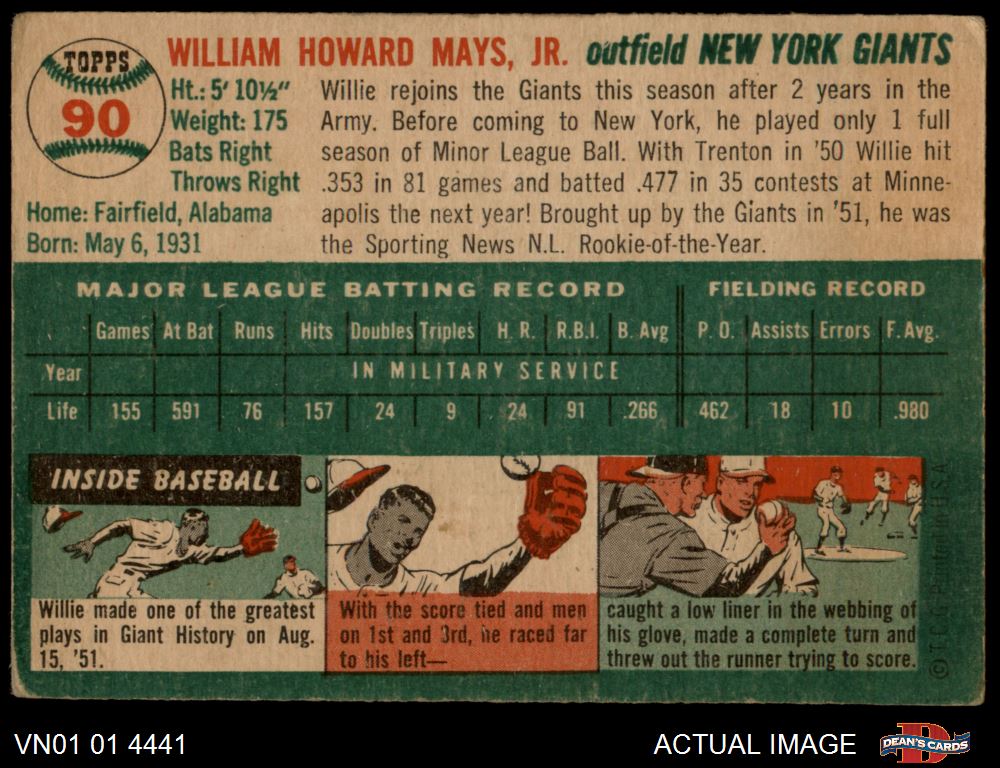 TOPPS
90
WILLIAM HOWARD MAYS, JR. outfield NEW YORK GIANTS
Ht.: 5' 10½"
Weight: 175
Bats Right
Throws Right
Home: Fairfield, Alabama
Born: May 6, 1931
Willie rejoins the Giants this season after 2 years in the
Army. Before coming to New York, he played only 1 full
season of Minor League Ball. With Trenton in '50 Willie hit
.353 in 81 games and batted .477 in 35 contests at Minne-
apolis the next year! Brought up by the Giants in '51, he was
the Sporting News N.L. Rookie-of-the-Year.
MAJOR LEAGUE BATTING RECORD FIELDING RECORD
Games At Bat Runs Hits Doubles Triples H. R. R.B.I. B. Avg P. O. Assists Errors F. Avg.
Year IN MILITARY SERVICE
Life 155 591 76 157 24 9 24 91 .266 462 18 10 .980
INSIDE BASEBALL
Willie made one of the greatest
plays in Giant History on Aug.
15, '51.
With the score tied and men
on 1st and 3rd, he raced far
to his left—
caught a low liner in the webbing of
his glove, made a complete turn and
threw out the runner trying to score.
© T.C.G. Printed in U.S.A.
VN01 01 4441
ACTUAL IMAGE
DEAN'S CARDS